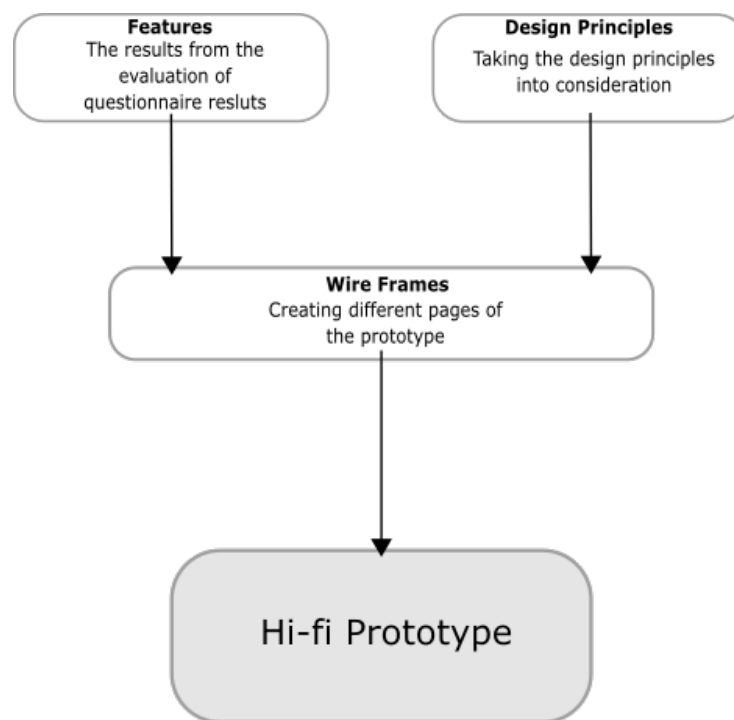 Features
The results from the
evaluation of
questionnaire resluts
Design Principles
Taking the design principles
into consideration
Wire Frames
Creating different pages of
the prototype
Hi-fi Prototype